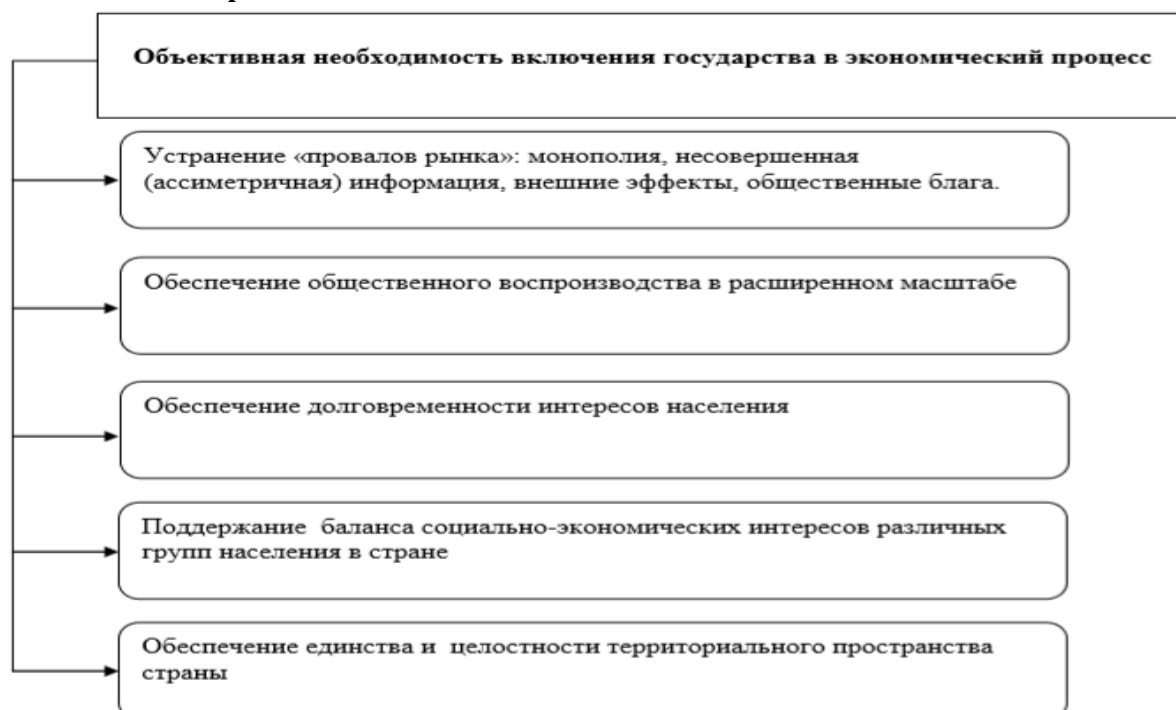 Объективная необходимость включения государства в экономический процесс
Устранение «провалов рынка»: монополия, несовершенная
(ассиметричная) информация, внешние эффекты, общественные блага.
Обеспечение общественного воспроизводства в расширенном масштабе
Обеспечение долговременности интересов населения
Поддержание баланса социально-экономических интересов различных
групп населения в стране
Обеспечение единства и целостности территориального пространства
страны